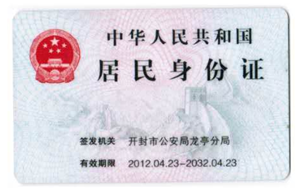 中华人民共和国
居民身份证
签发机关 开封市公安局龙亭分局
有效期限 2012.04.23-2032.04.23